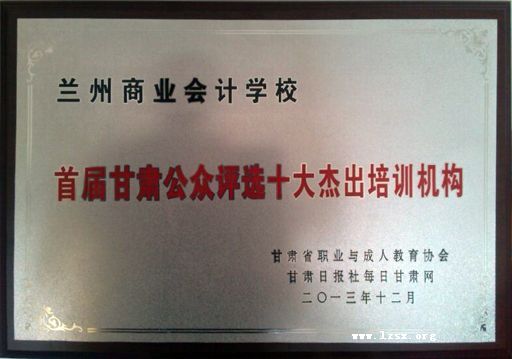 兰州商业会计学校
首届甘肃公众评选十大杰出培训机构
甘肃省职业与成人教育协会
甘肃日报社每日甘肃网
二〇一三年十二月
www.lzsx.org